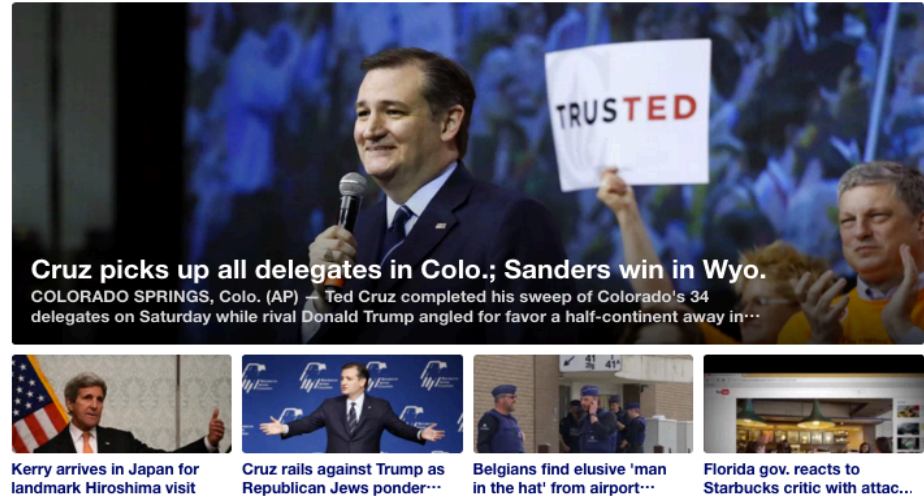 TRUSTED
Cruz picks up all delegates in Colo.; Sanders win in Wyo.
COLORADO SPRINGS, Colo. (AP) — Ted Cruz completed his sweep of Colorado's 34
delegates on Saturday while rival Donald Trump angled for favor a half-continent away in···
41
41
Kerry arrives in Japan for
landmark Hiroshima visit
Cruz rails against Trump as
Republican Jews ponder···
Belgians find elusive 'man
in the hat' from airport···
Florida gov. reacts to
Starbucks critic with attac...